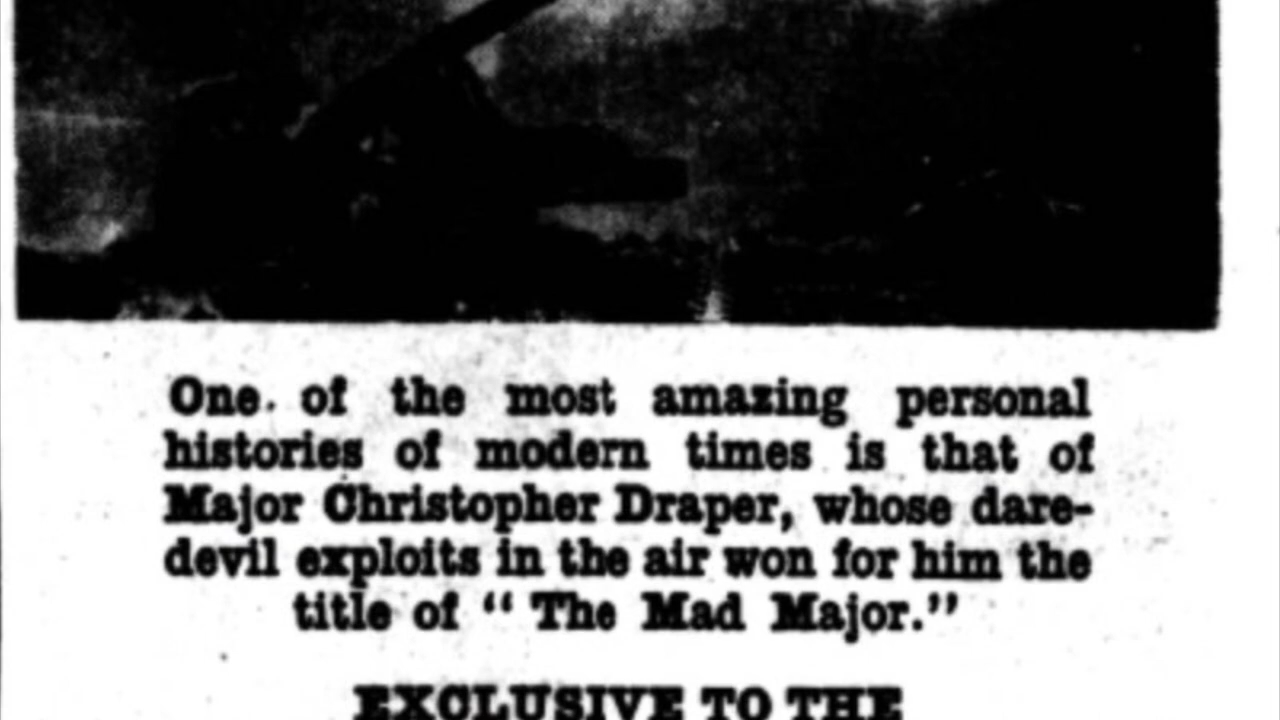 One of the most amazing personal
histories of modern times is that of
Major Christopher Draper, whose dare-
devil exploits in the air won for him the
title of “ The Mad Major.”
EXCLUSIVE TO THE